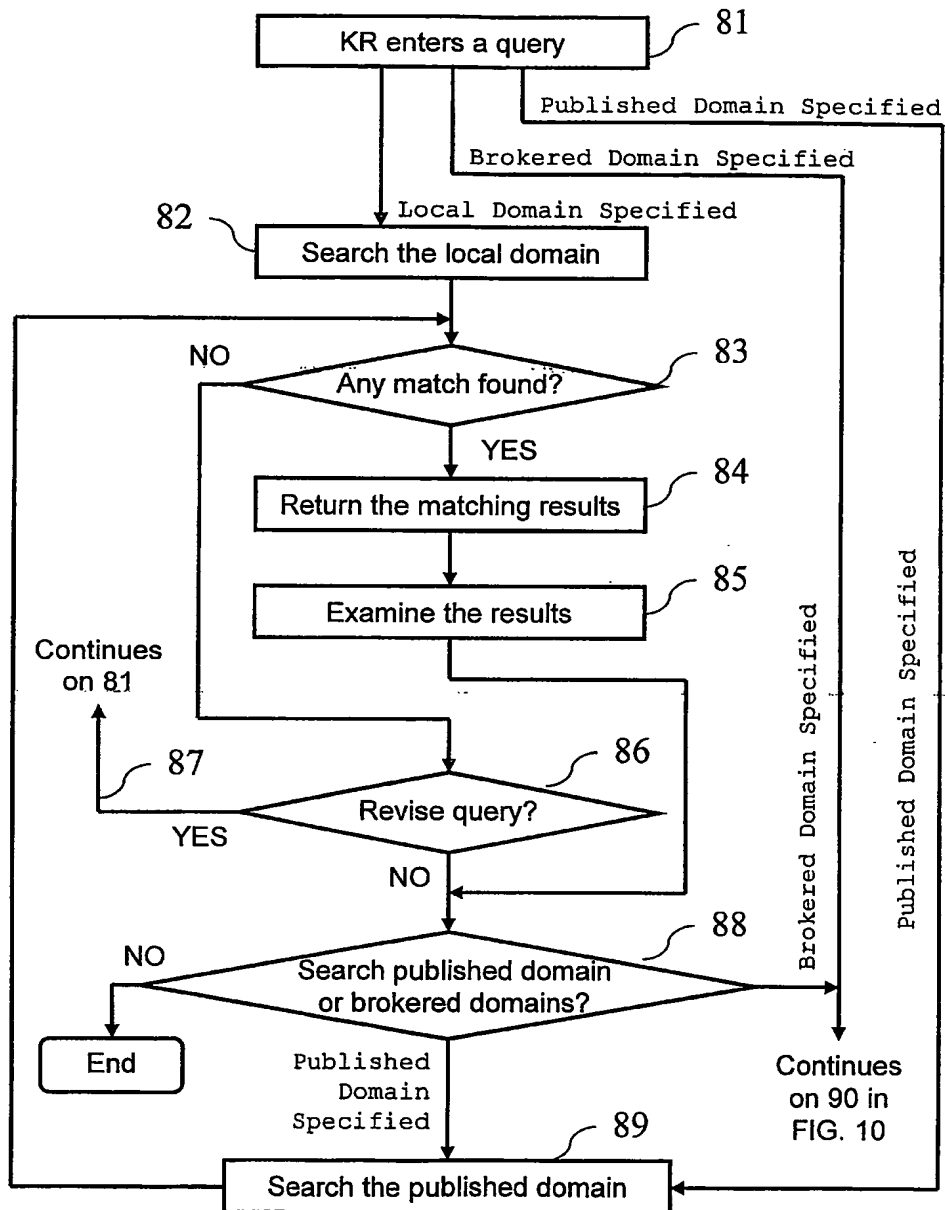 KR enters a query
81
Published Domain Specified
Brokered Domain Specified
Local Domain Specified
82
Search the local domain
NO
Any match found?
83
YES
Return the matching results
84
Examine the results
85
Continues
on 81
87
YES
Revise query?
86
NO
Brokered Domain Specified
Published Domain Specified
NO
Search published domain
or brokered domains?
88
End
Published
Domain
Specified
Continues
on 90 in
FIG. 10
89
Search the published domain